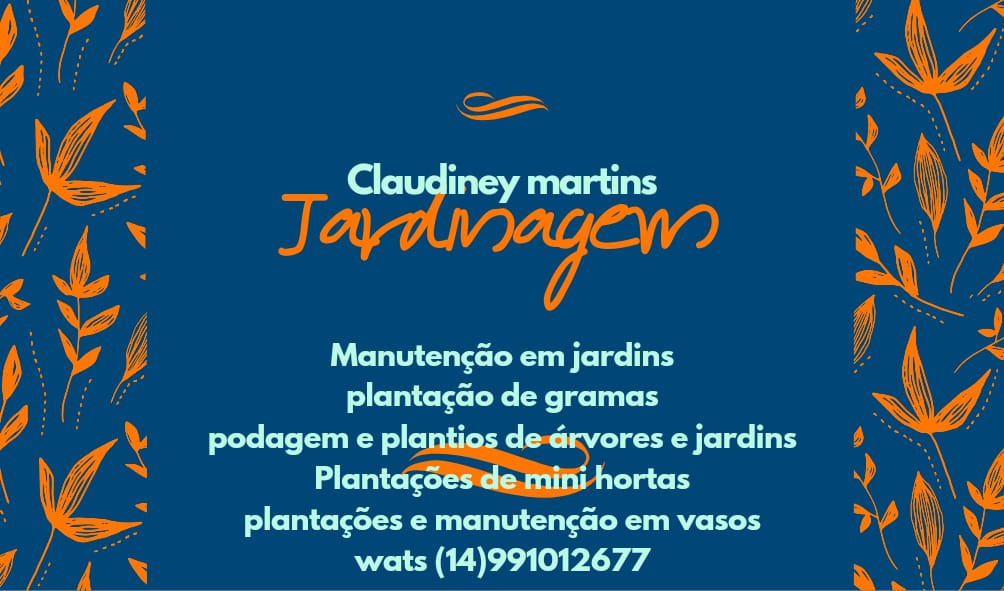 Claudiney martins
Jardinagem
Manutenção em jardins
plantação de gramas
podagem e plantios de árvores e jardins
Plantações de mini hortas
plantações e manutenção em vasos
wats (14)991012677